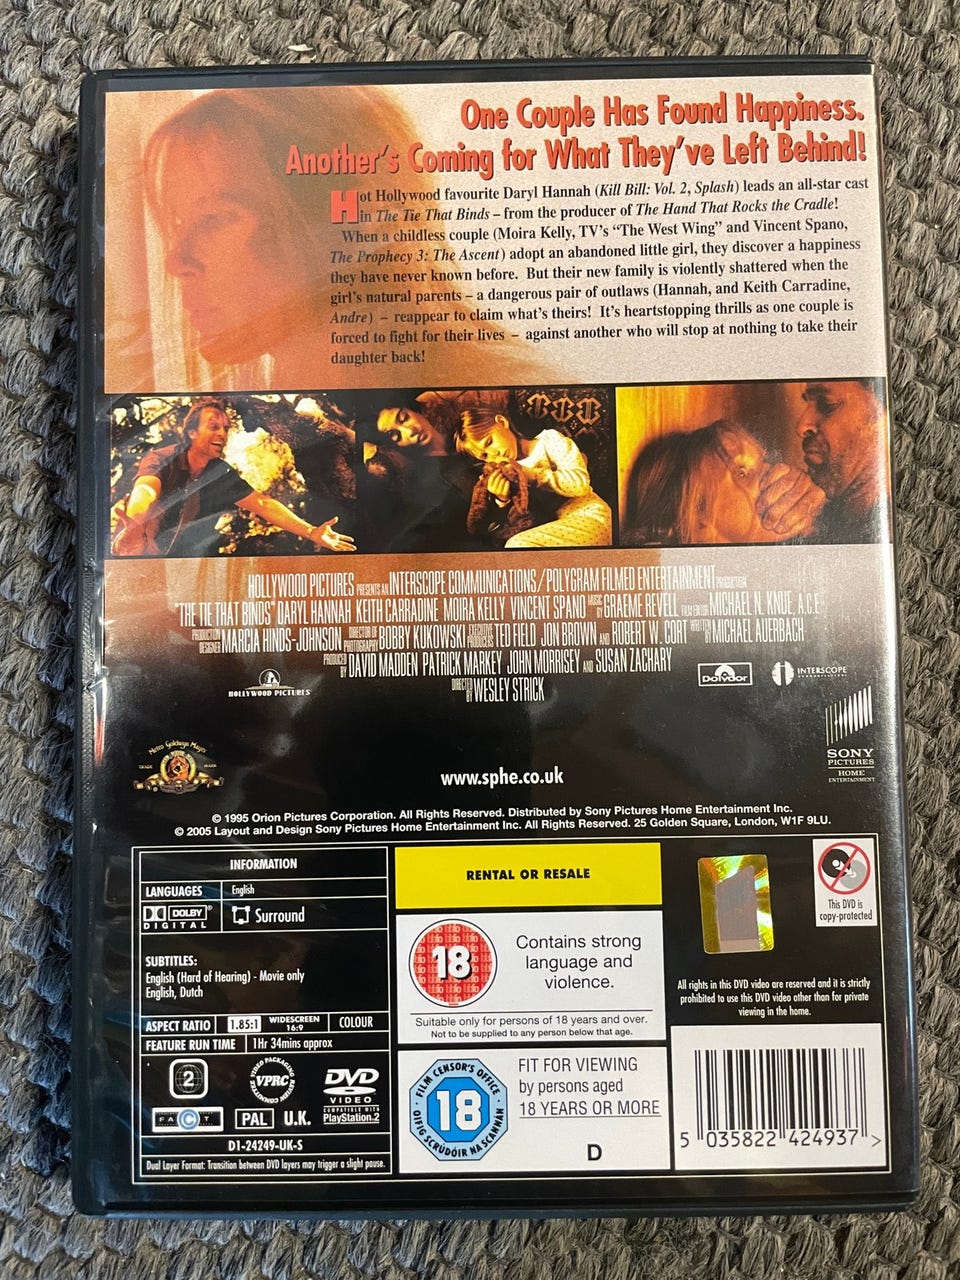 One Couple Has Found Happiness.
Another's Coming for What They've Left Behind!
Hot Hollywood favourite Daryl Hannah (Kill Bill: Vol. 2, Splash) leads an all-star cast
in The Tie That Binds – from the producer of The Hand That Rocks the Cradle!
When a childless couple (Moira Kelly, TV's "The West Wing" and Vincent Spano,
The Prophecy 3: The Ascent) adopt an abandoned little girl, they discover a happiness
they have never known before. But their new family is violently shattered when the
girl's natural parents – a dangerous pair of outlaws (Hannah, and Keith Carradine,
Andre) – reappear to claim what's theirs! It's heartstopping thrills as one couple is
forced to fight for their lives – against another who will stop at nothing to take their
daughter back!
HOLLYWOOD PICTURES PRESENTS AN INTERSCOPE COMMUNICATIONS/POLYGRAM FILMED ENTERTAINMENT PRODUCTION
"THE TIE THAT BINDS" DARYL HANNAH KEITH CARRADINE MOIRA KELLY VINCENT SPANO MUSIC BY GRAEME REVELL FILM EDITOR MICHAEL N. KNUE, A.C.E
PRODUCTION DESIGNER MARCIA HINDS-JOHNSON DIRECTOR OF PHOTOGRAPHY BOBBY KUKOWSKI EXECUTIVE PRODUCERS TED FIELD JON BROWN AND ROBERT W. CORT WRITTEN BY MICHAEL AUERBACH
PRODUCED BY DAVID MADDEN PATRICK MARKEY JOHN MORRISEY AND SUSAN ZACHARY
DIRECTED BY WESLEY STRICK
HOLLYWOOD PICTURES
Polydor
INTERSCOPE
COMMUNICATIONS
Metro Goldwyn Mayer
TRADE MARK
SONY
PICTURES
HOME
ENTERTAINMENT
www.sphe.co.uk
© 1995 Orion Pictures Corporation. All Rights Reserved. Distributed by Sony Pictures Home Entertainment Inc.
© 2005 Layout and Design Sony Pictures Home Entertainment Inc. All Rights Reserved. 25 Golden Square, London, W1F 9LU.
INFORMATION
LANGUAGES English
DOLBY
DIGITAL
Surround
SUBTITLES:
English (Hard of Hearing) - Movie only
English, Dutch
ASPECT RATIO 1.85:1 WIDESCREEN 16:9 COLOUR
FEATURE RUN TIME 1Hr 34mins approx
2
VIDEO PACKAGING REVIEW COMMITTEE
VPRC
DVD
VIDEO
COMPATIBLE WITH
PlayStation.2
FACT
PAL U.K.
D1-24249-UK-S
Dual Layer Format: Transition between DVD layers may trigger a slight pause.
RENTAL OR RESALE
18
Contains strong
language and
violence.
Suitable only for persons of 18 years and over.
Not to be supplied to any person below that age.
FILM CENSOR'S OFFICE
18
OIFIG SCRÚDÓIR NA SCANNÁN
FIT FOR VIEWING
by persons aged
18 YEARS OR MORE
D
This DVD is
copy-protected
All rights in this DVD video are reserved and it is strictly
prohibited to use this DVD video other than for private
viewing in the home.
5 035822 424937 >